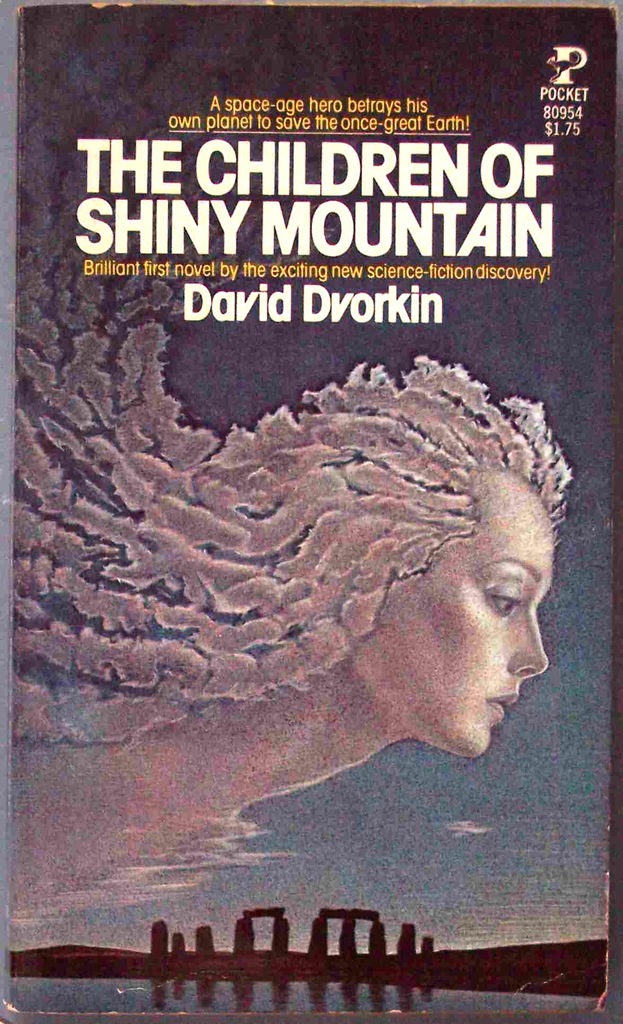 P
POCKET
80954
$1.75
A space-age hero betrays his
own planet to save the once-great Earth!
THE CHILDREN OF
SHINY MOUNTAIN
Brilliant first novel by the exciting new science-fiction discovery!
David Dvorkin